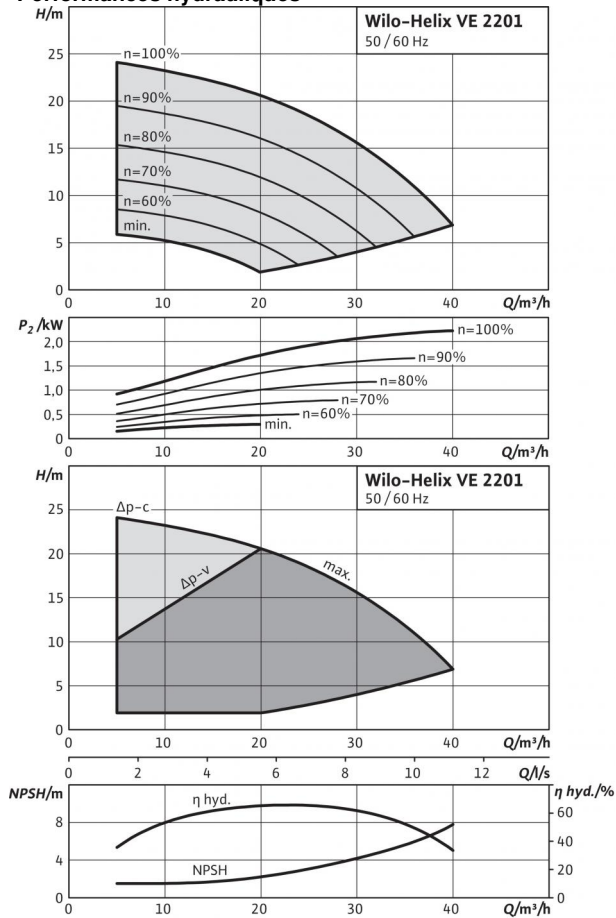 Performances hydrauliques
H/m
Wilo-Helix VE 2201
50/60 Hz
n=100%
n=90%
n=80%
n=70%
n=60%
min.
25
20
15
10
5
0
0 10 20 30 40 Q/m³/h
P₂/kW
2,0
1,5
1,0
0,5
0
n=100%
n=90%
n=80%
n=70%
n=60%
min.
0 10 20 30 40 Q/m³/h
H/m
Wilo-Helix VE 2201
50/60 Hz
Δp-c
Δp-v
max.
25
20
15
10
5
0
0 10 20 30 40 Q/m³/h
0 2 4 6 8 10 12 Q/l/s
NPSH/m
η hyd./%
η hyd.
NPSH
8
4
0
60
40
20
0
0 10 20 30 40 Q/m³/h